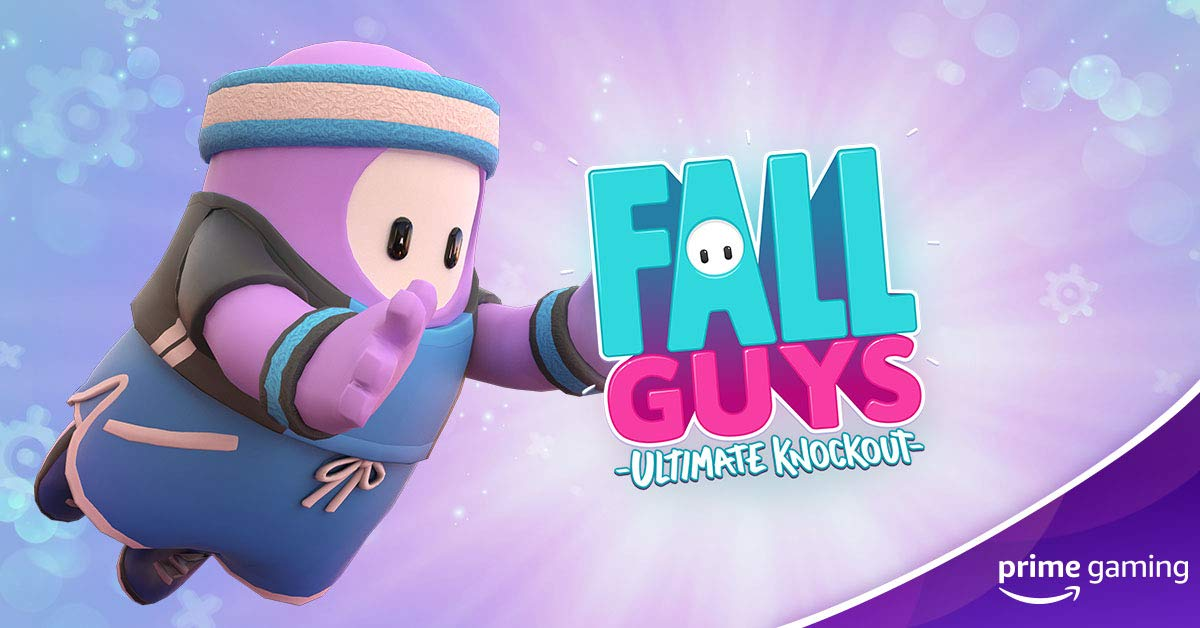 FALL
GUYS
-ULTIMATE KNOCKOUT-
prime gaming